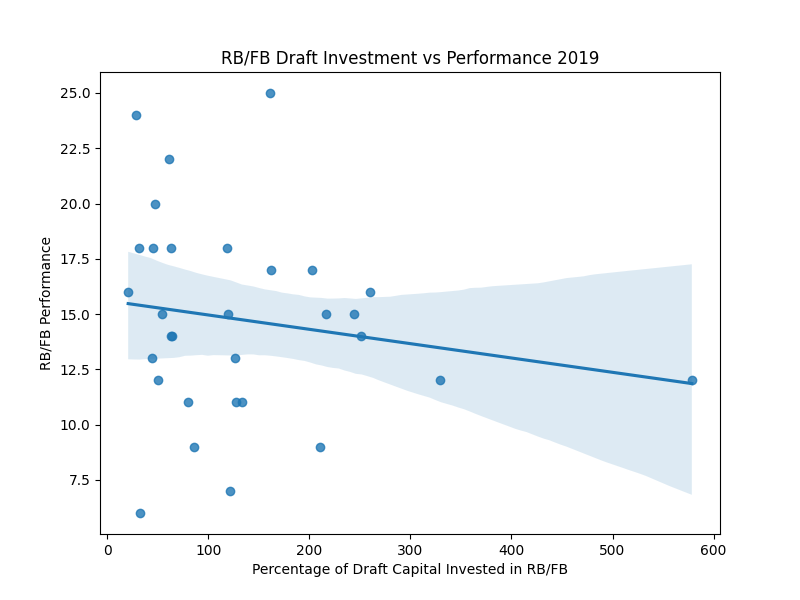 RB/FB Draft Investment vs Performance 2019
25.0
22.5
20.0
17.5
15.0
12.5
10.0
7.5
RB/FB Performance
0 100 200 300 400 500 600
Percentage of Draft Capital Invested in RB/FB